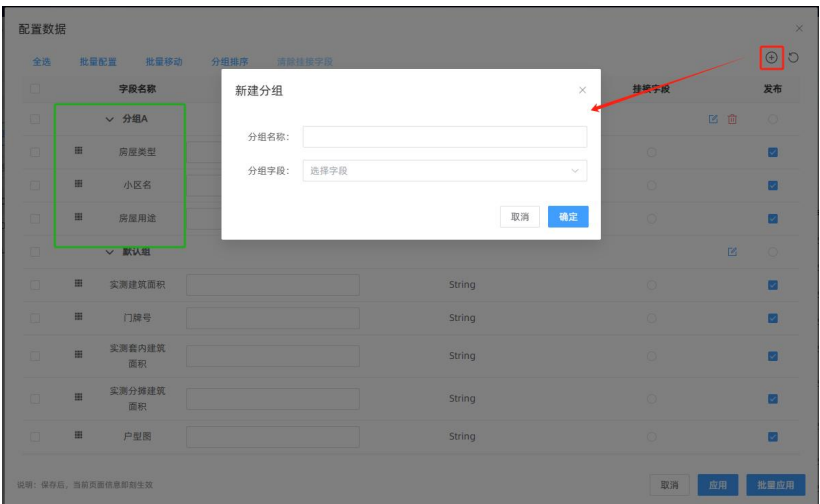 配置数据
全选 批量配置 批量移动 分组排序 清除挂接字段
字段名称 挂接字段 发布
新建分组
分组名称：
分组字段： 选择字段
取消 确定
分组A
房屋类型
小区名
房屋用途
默认组
实测建筑面积 String
门牌号 String
实测套内建筑
面积 String
实测分摊建筑
面积 String
户型图 String
说明：保存后，当前页面信息即刻生效
取消 应用 批量应用